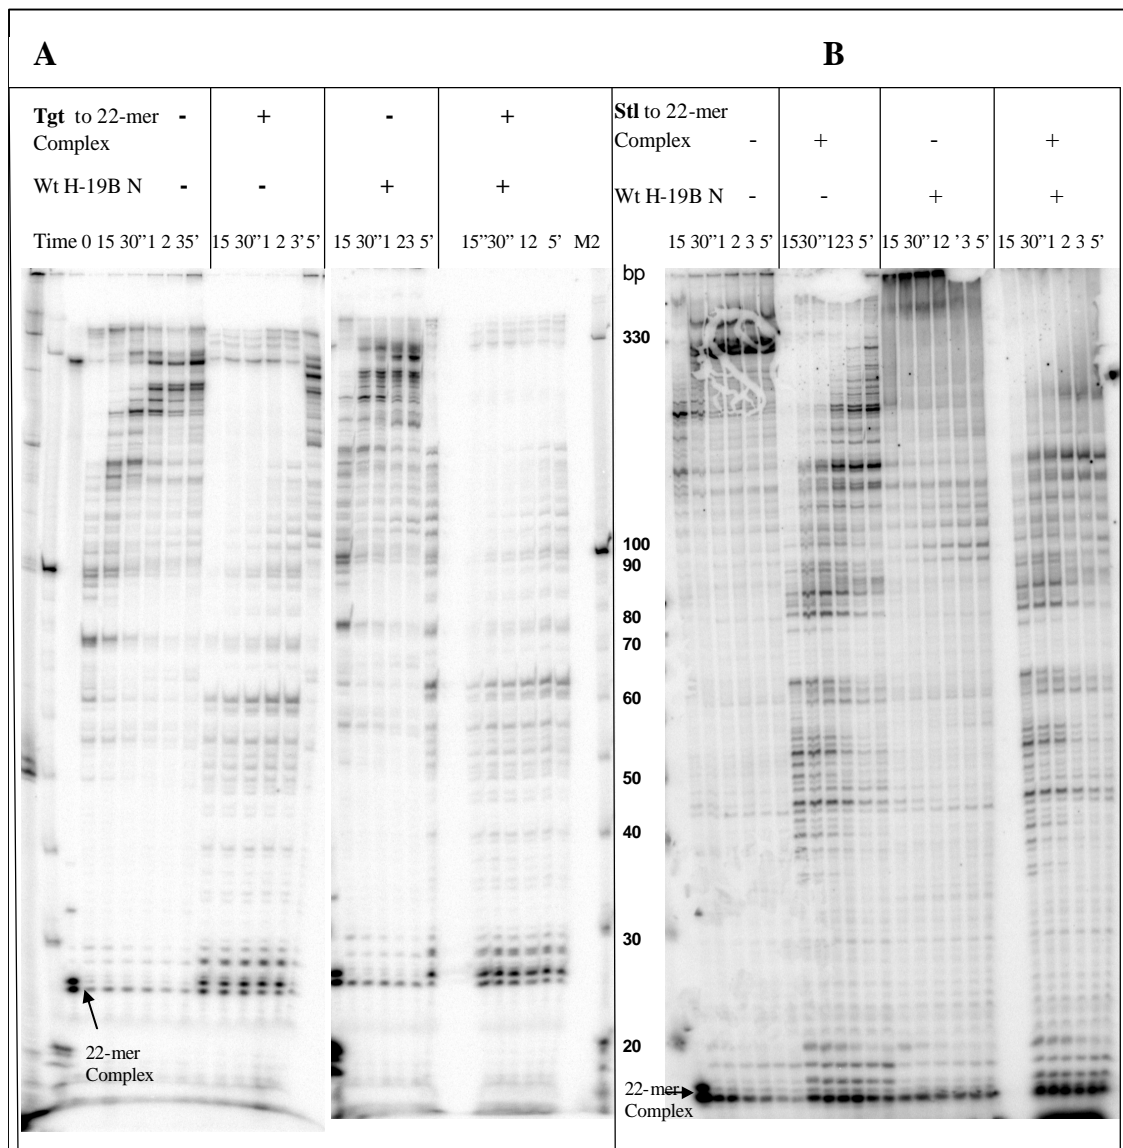 A
B
Tgt to 22-mer - + - +
Complex
Wt H-19B N - - + +
Time 0 15 30”1 2 35’ 15 30”1 2 3’5’ 15 30”1 23 5’ 15”30” 12 5’ M2
Stl to 22-mer
Complex - + - +
Wt H-19B N - - + +
15 30”1 2 3 5’ 1530”123 5’ 15 30”12 ’3 5’ 15 30”1 2 3 5’
bp
330
100
90
80
70
60
50
40
30
20
22-mer
Complex
22-mer
Complex